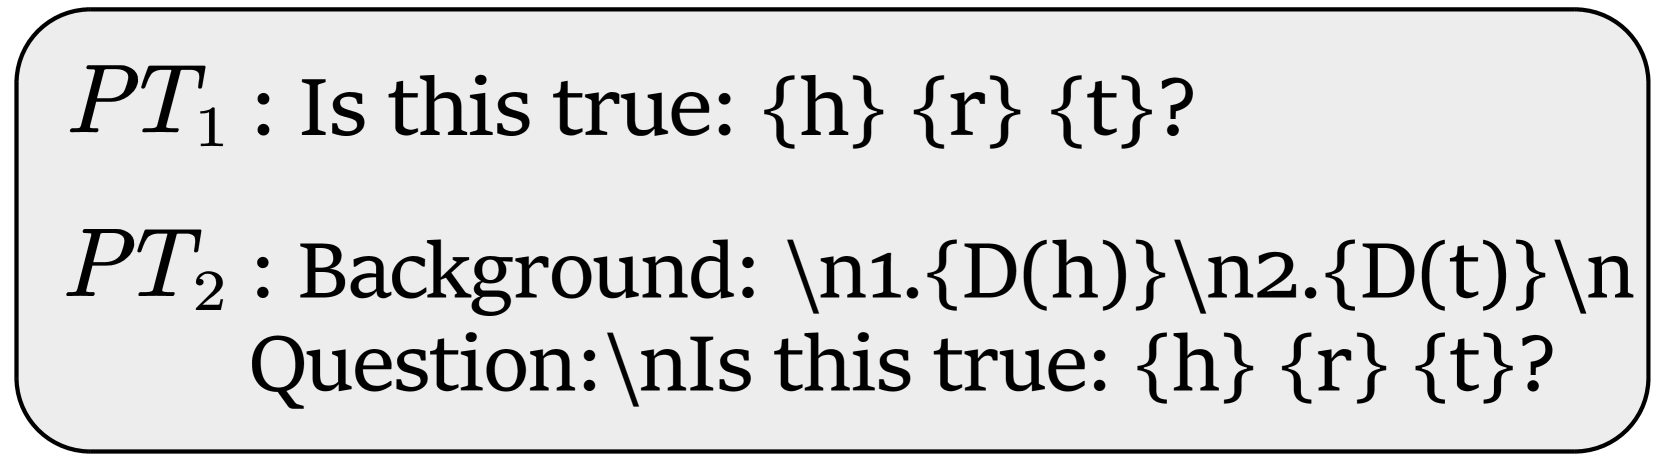 PT₁ : Is this true: {h} {r} {t}?
PT₂ : Background: \n1.{D(h)}\n2.{D(t)}\n
Question:\nIs this true: {h} {r} {t}?